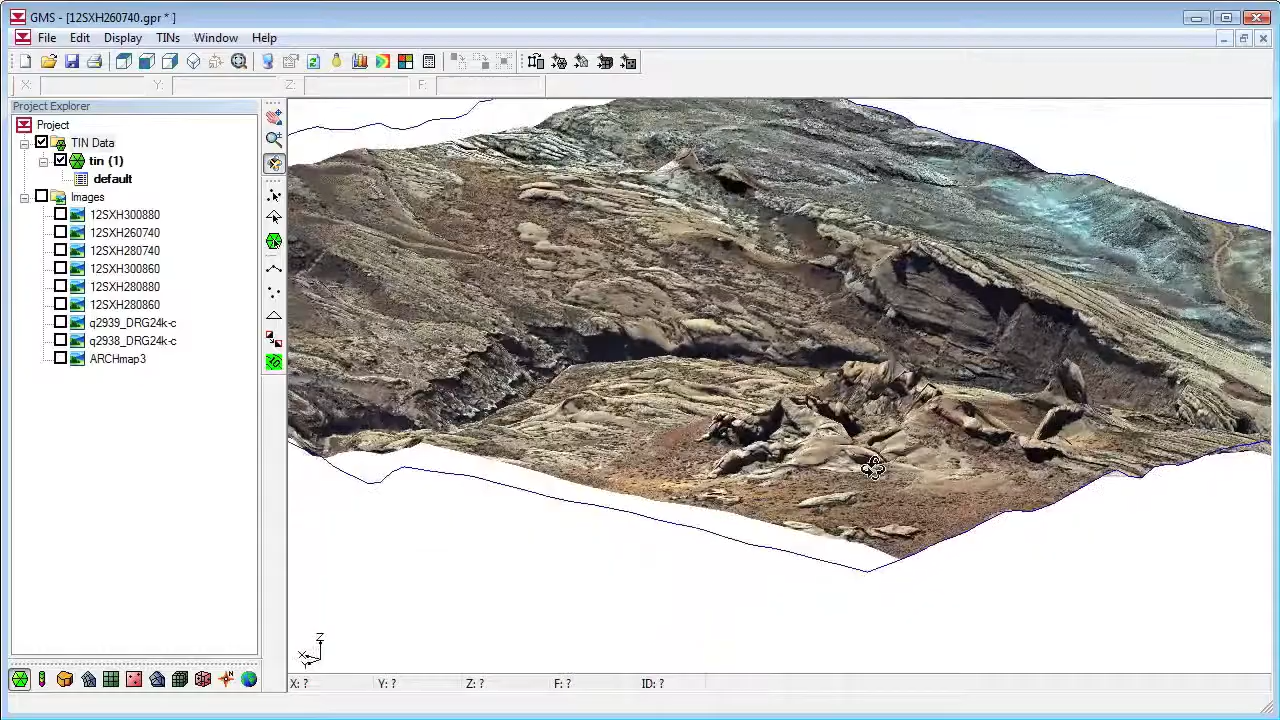 GMS - [12SXH260740.gpr * ]
File Edit Display TINs Window Help
X: Y: Z: F:
Project Explorer
Project
TIN Data
tin (1)
default
Images
12SXH300880
12SXH260740
12SXH280740
12SXH300860
12SXH280880
12SXH280860
q2939_DRG24k-c
q2938_DRG24k-c
ARCHmap3
Z
X
Y
X: ? Y: ? Z: ? F: ? ID: ?